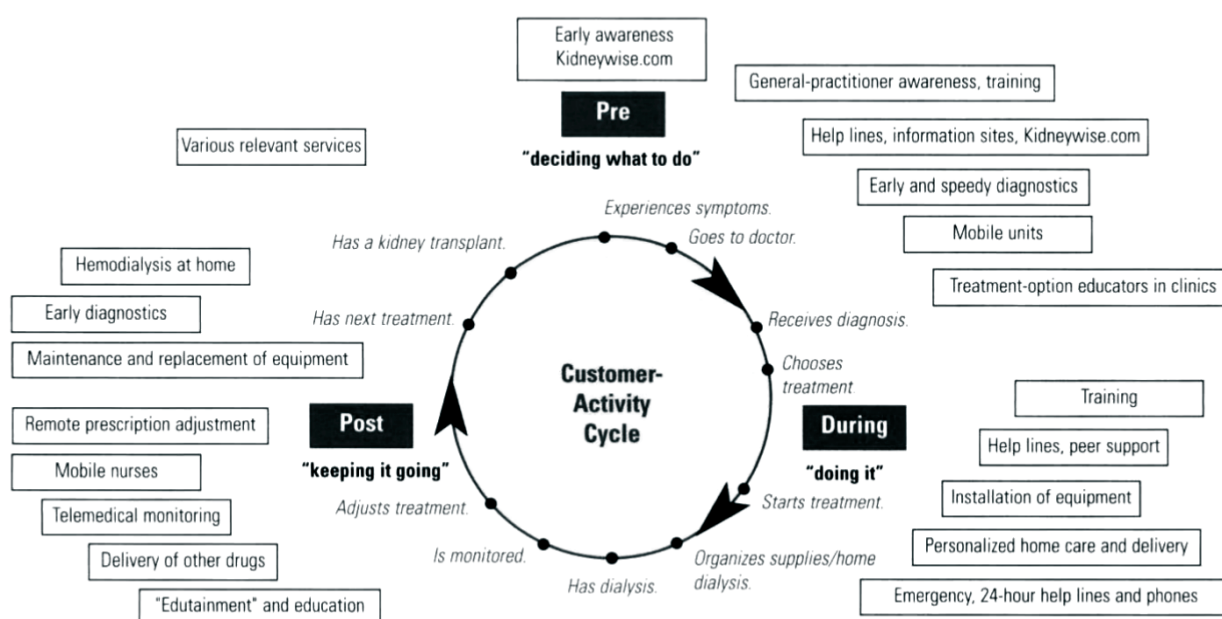 Early awareness
Kidneywise.com
Pre
"deciding what to do"
General-practitioner awareness, training
Help lines, information sites, Kidneywise.com
Early and speedy diagnostics
Mobile units
Treatment-option educators in clinics
Various relevant services
Experiences symptoms.
Goes to doctor.
Has a kidney transplant.
Receives diagnosis.
Has next treatment.
Chooses
treatment.
Customer-
Activity
Cycle
Hemodialysis at home
Early diagnostics
Maintenance and replacement of equipment
Remote prescription adjustment
Mobile nurses
Telemedical monitoring
Delivery of other drugs
"Edutainment" and education
Post
"keeping it going"
Adjusts treatment.
Is monitored.
Has dialysis.
Organizes supplies/home
dialysis.
Starts treatment.
During
"doing it"
Training
Help lines, peer support
Installation of equipment
Personalized home care and delivery
Emergency, 24-hour help lines and phones